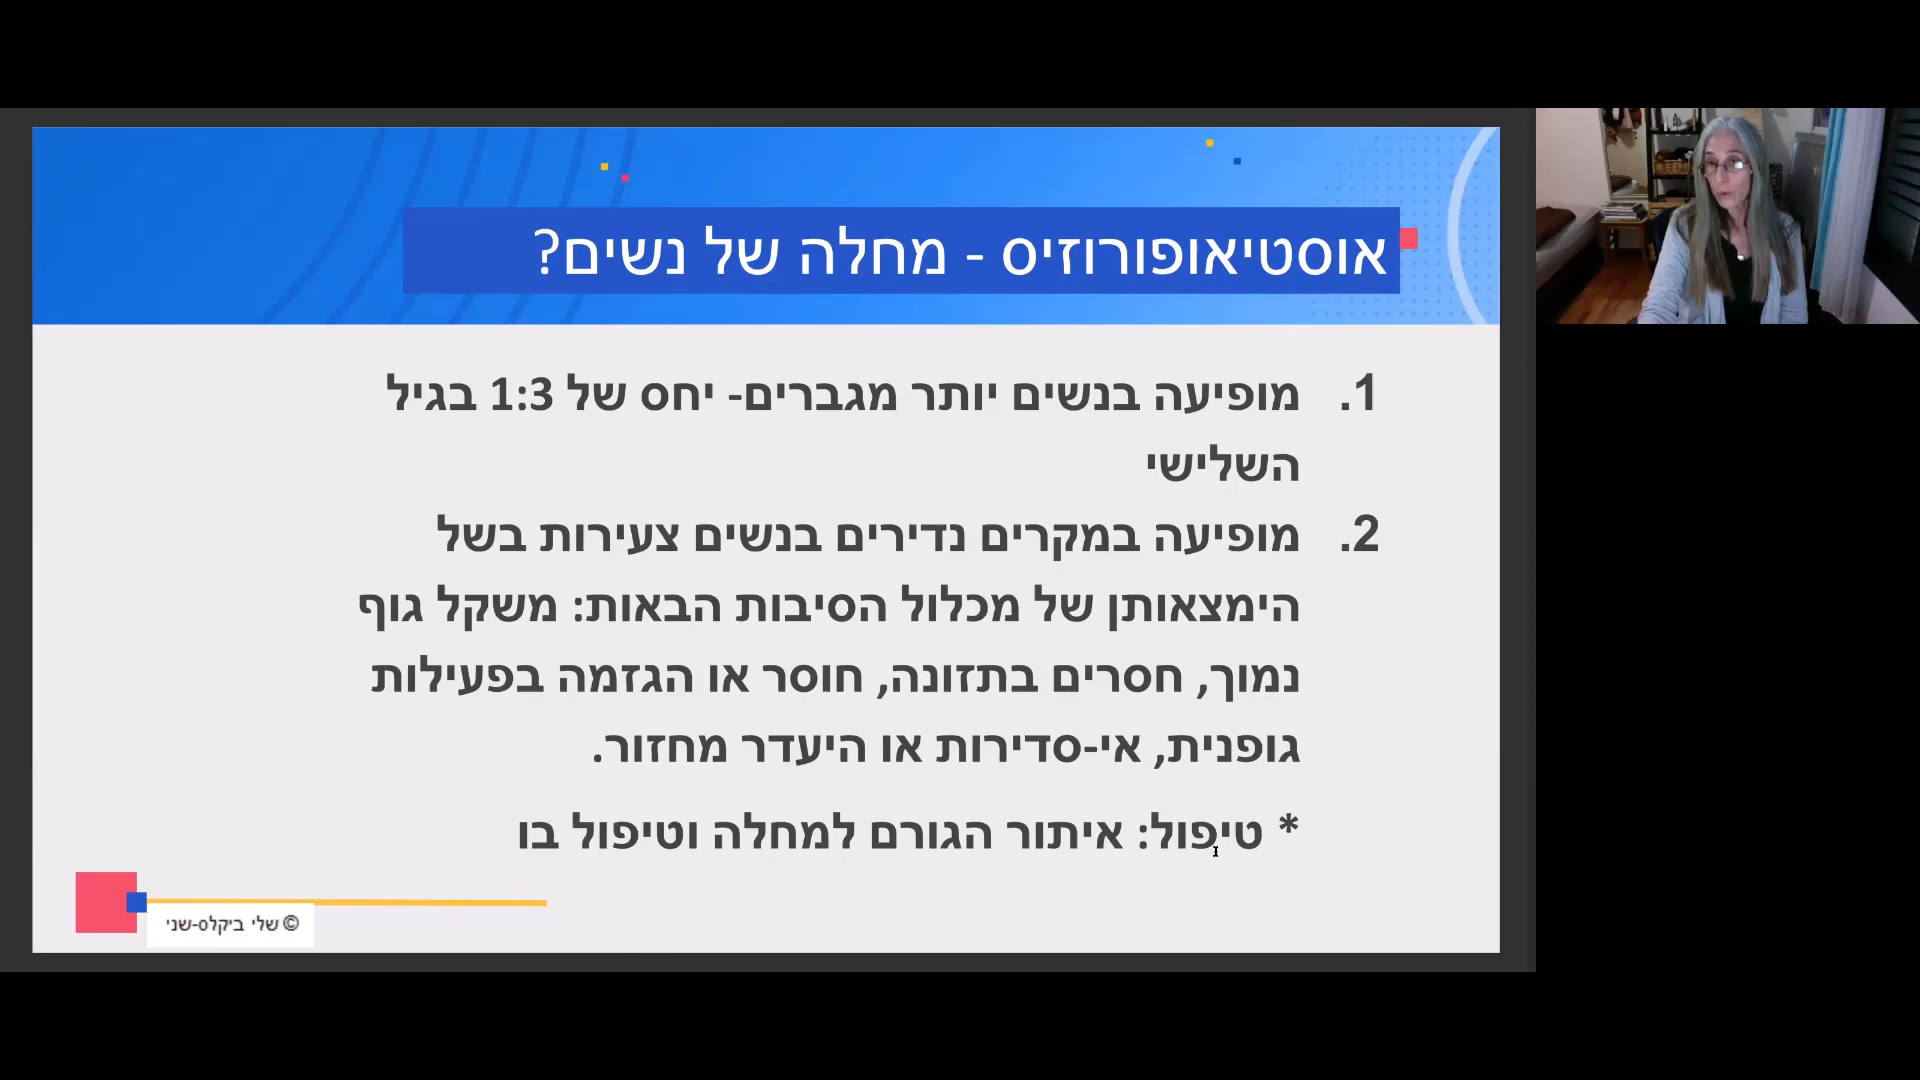 אוסטיאופורוזיס - מחלה של נשים?
1. מופיעה בנשים יותר מגברים- יחס של 1:3 בגיל
השלישי
2. מופיעה במקרים נדירים בנשים צעירות בשל
הימצאותן של מכלול הסיבות הבאות: משקל גוף
נמוך, חסרים בתזונה, חוסר או הגזמה בפעילות
גופנית, אי-סדירות או היעדר מחזור.
* טיפול: איתור הגורם למחלה וטיפול בו
© שלי ביקלס-שני